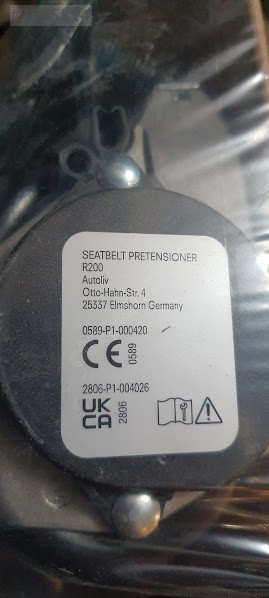 SEATBELT PRETENSIONER
R200
Autoliv
Otto-Hahn-Str. 4
25337 Elmshorn Germany
0589-P1-000420
CE 0589
2806-P1-004026
UK
CA 2806